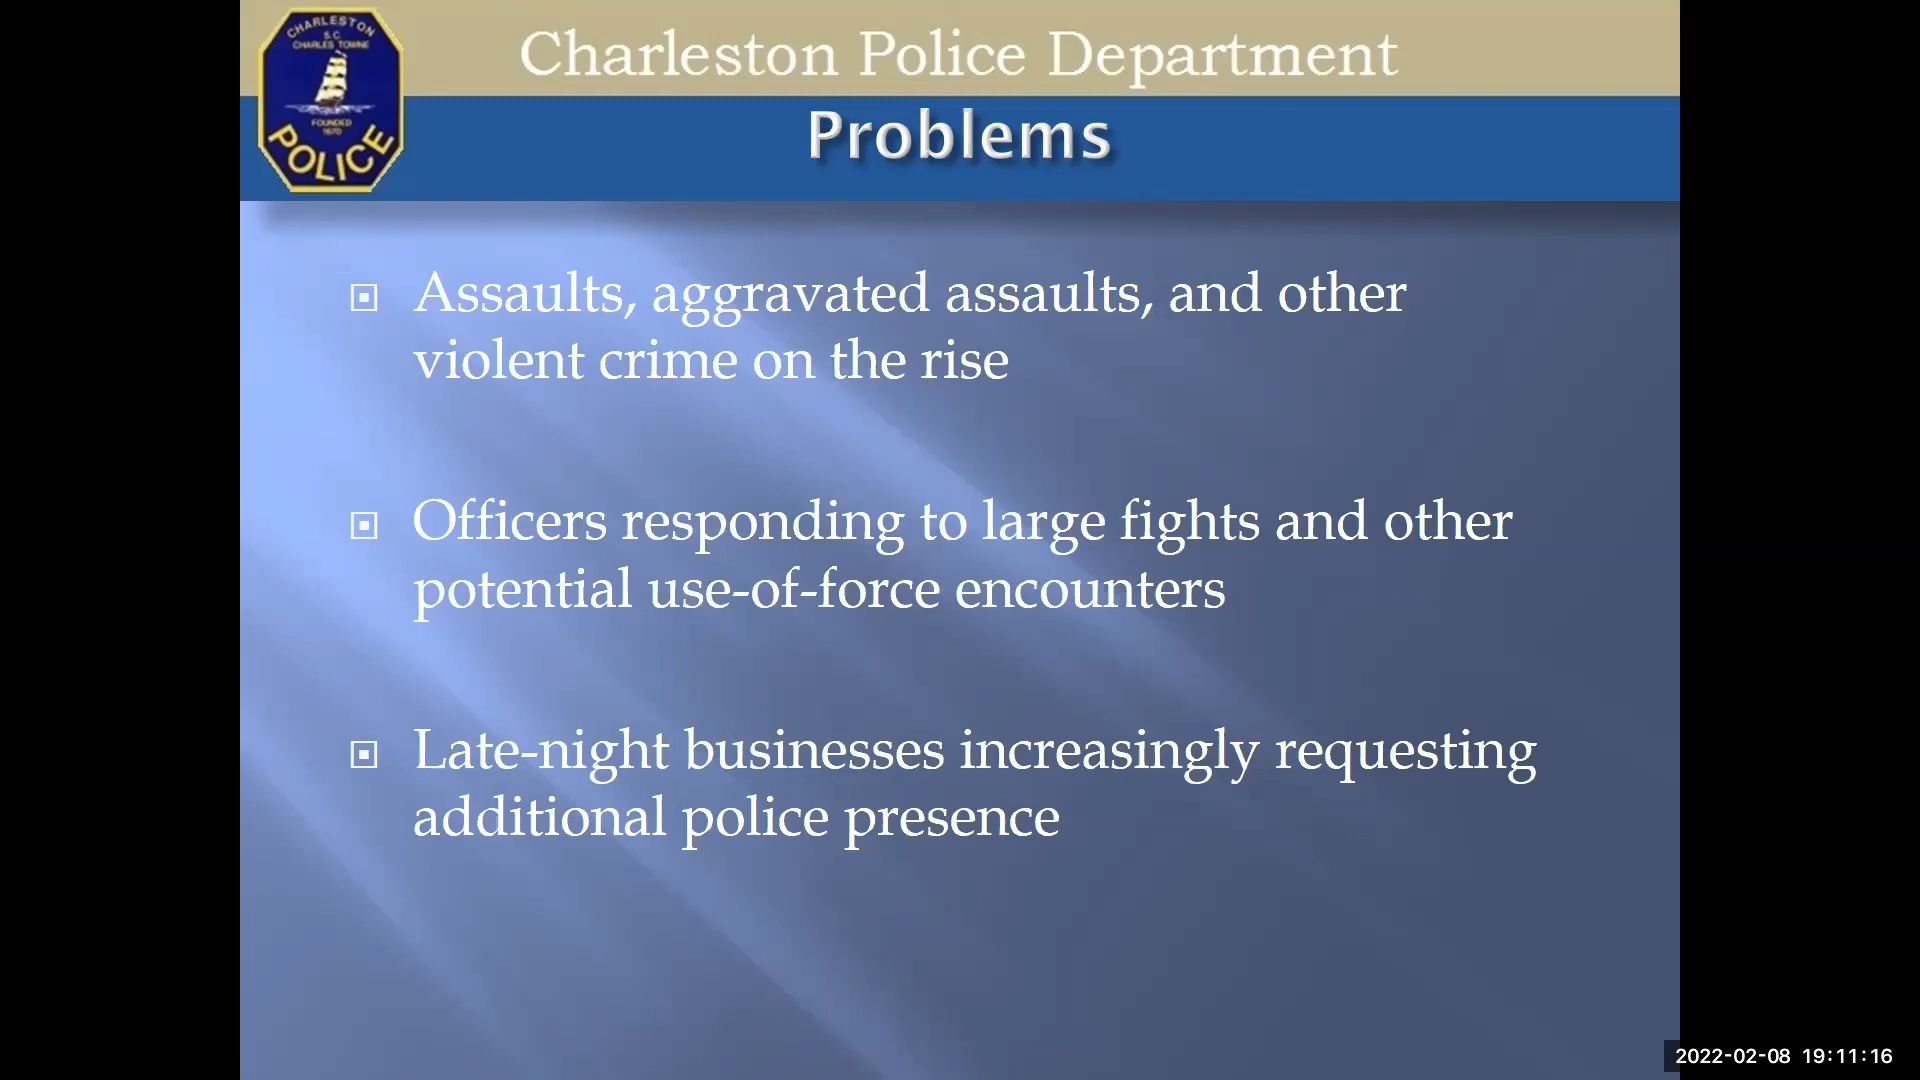 CHARLESTON
S.C.
CHARLES TOWNE
FOUNDED
1670
POLICE
Charleston Police Department
Problems
Assaults, aggravated assaults, and other
violent crime on the rise
Officers responding to large fights and other
potential use-of-force encounters
Late-night businesses increasingly requesting
additional police presence
2022-02-08 19:11:16